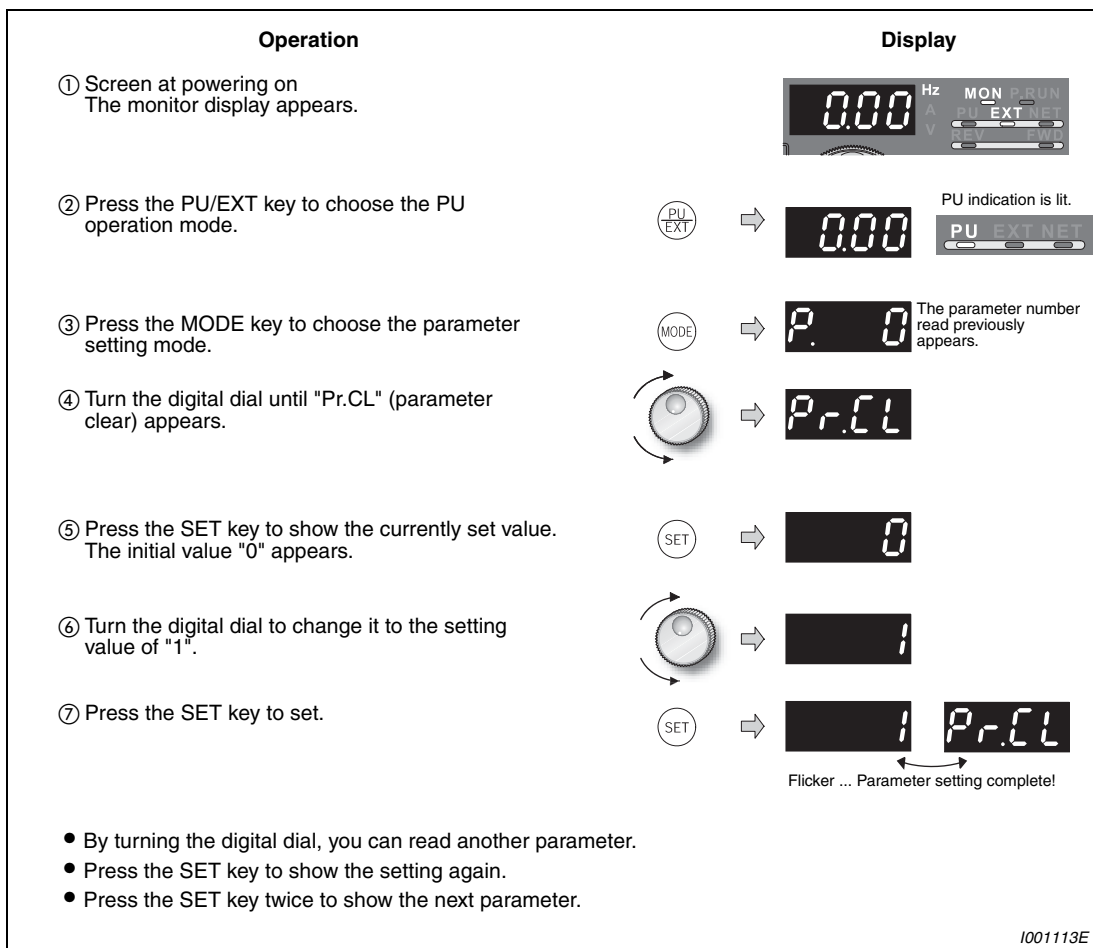 Operation
Display
① Screen at powering on
The monitor display appears.
0.00
Hz
A
V
MON P.RUN
PU EXT NET
REV FWD
② Press the PU/EXT key to choose the PU
operation mode.
PU
EXT
0.00
PU indication is lit.
PU EXT NET
③ Press the MODE key to choose the parameter
setting mode.
MODE
P. 0
The parameter number
read previously
appears.
④ Turn the digital dial until "Pr.CL" (parameter
clear) appears.
Pr.CL
⑤ Press the SET key to show the currently set value.
The initial value "0" appears.
SET
0
⑥ Turn the digital dial to change it to the setting
value of "1".
1
⑦ Press the SET key to set.
SET
1
Pr.CL
Flicker ... Parameter setting complete!
● By turning the digital dial, you can read another parameter.
● Press the SET key to show the setting again.
● Press the SET key twice to show the next parameter.
I001113E